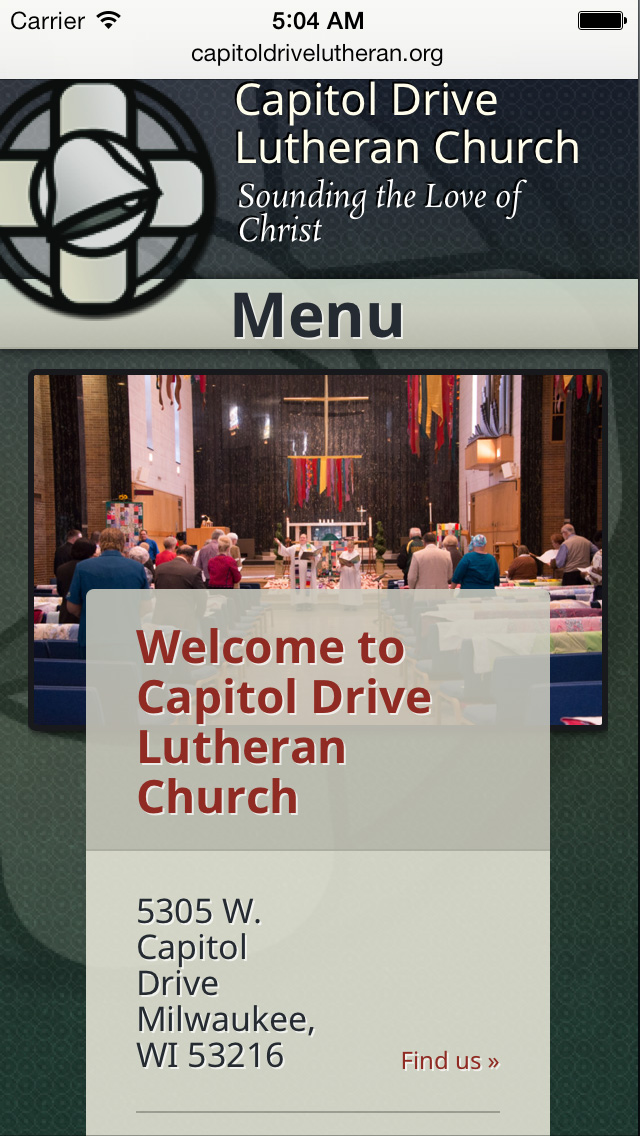 Carrier 5:04 AM
capitoldrivelutheran.org
Capitol Drive
Lutheran Church
Sounding the Love of
Christ
Menu
Welcome to
Capitol Drive
Lutheran
Church
5305 W.
Capitol
Drive
Milwaukee,
WI 53216
Find us »